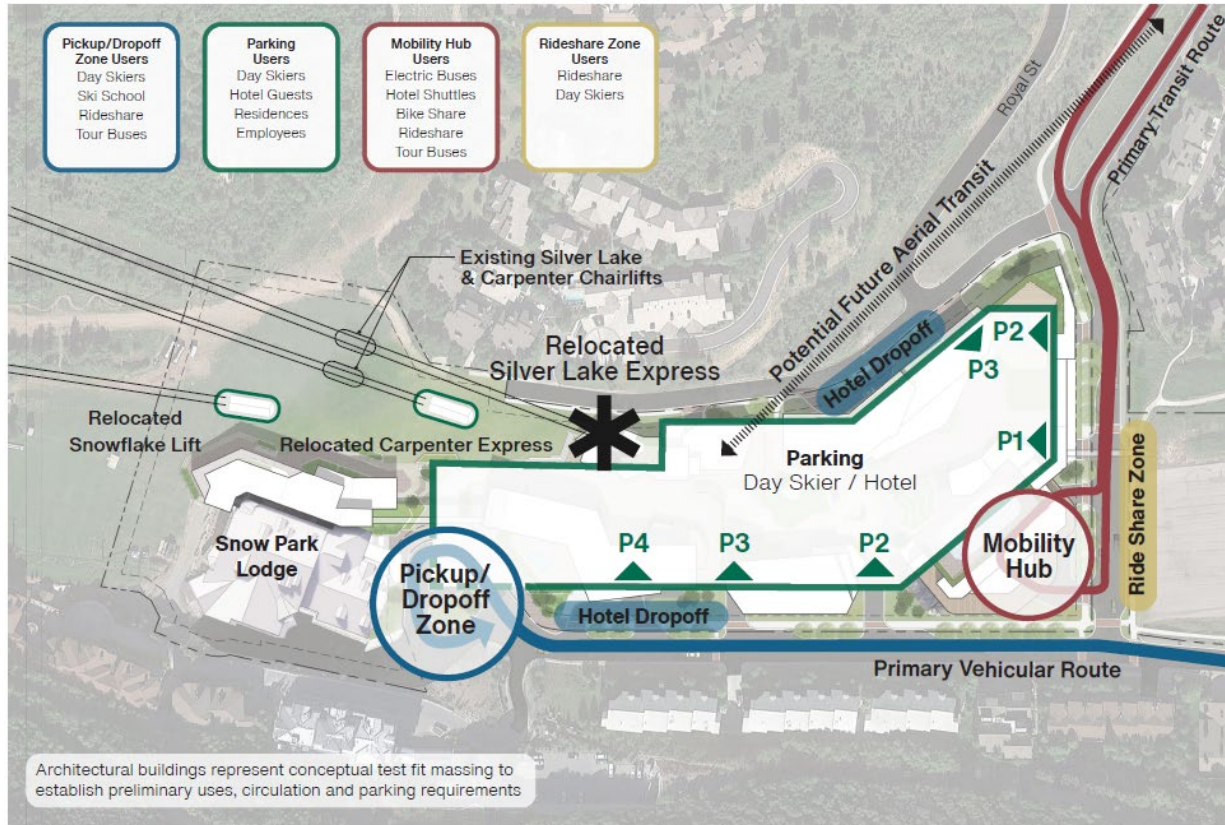 Pickup/Dropoff
Zone Users
Day Skiers
Ski School
Rideshare
Tour Buses
Parking
Users
Day Skiers
Hotel Guests
Residences
Employees
Mobility Hub
Users
Electric Buses
Hotel Shuttles
Bike Share
Rideshare
Tour Buses
Rideshare Zone
Users
Rideshare
Day Skiers
Royal St
Primary Transit Route
Potential Future Aerial Transit
Existing Silver Lake
& Carpenter Chairlifts
Relocated
Silver Lake Express
Hotel Dropoff
P2
P3
Relocated
Snowflake Lift
Relocated Carpenter Express
P1
Parking
Day Skier / Hotel
Ride Share Zone
Snow Park
Lodge
Pickup/
Dropoff
Zone
P4
P3
P2
Mobility
Hub
Hotel Dropoff
Primary Vehicular Route
Architectural buildings represent conceptual test fit massing to
establish preliminary uses, circulation and parking requirements